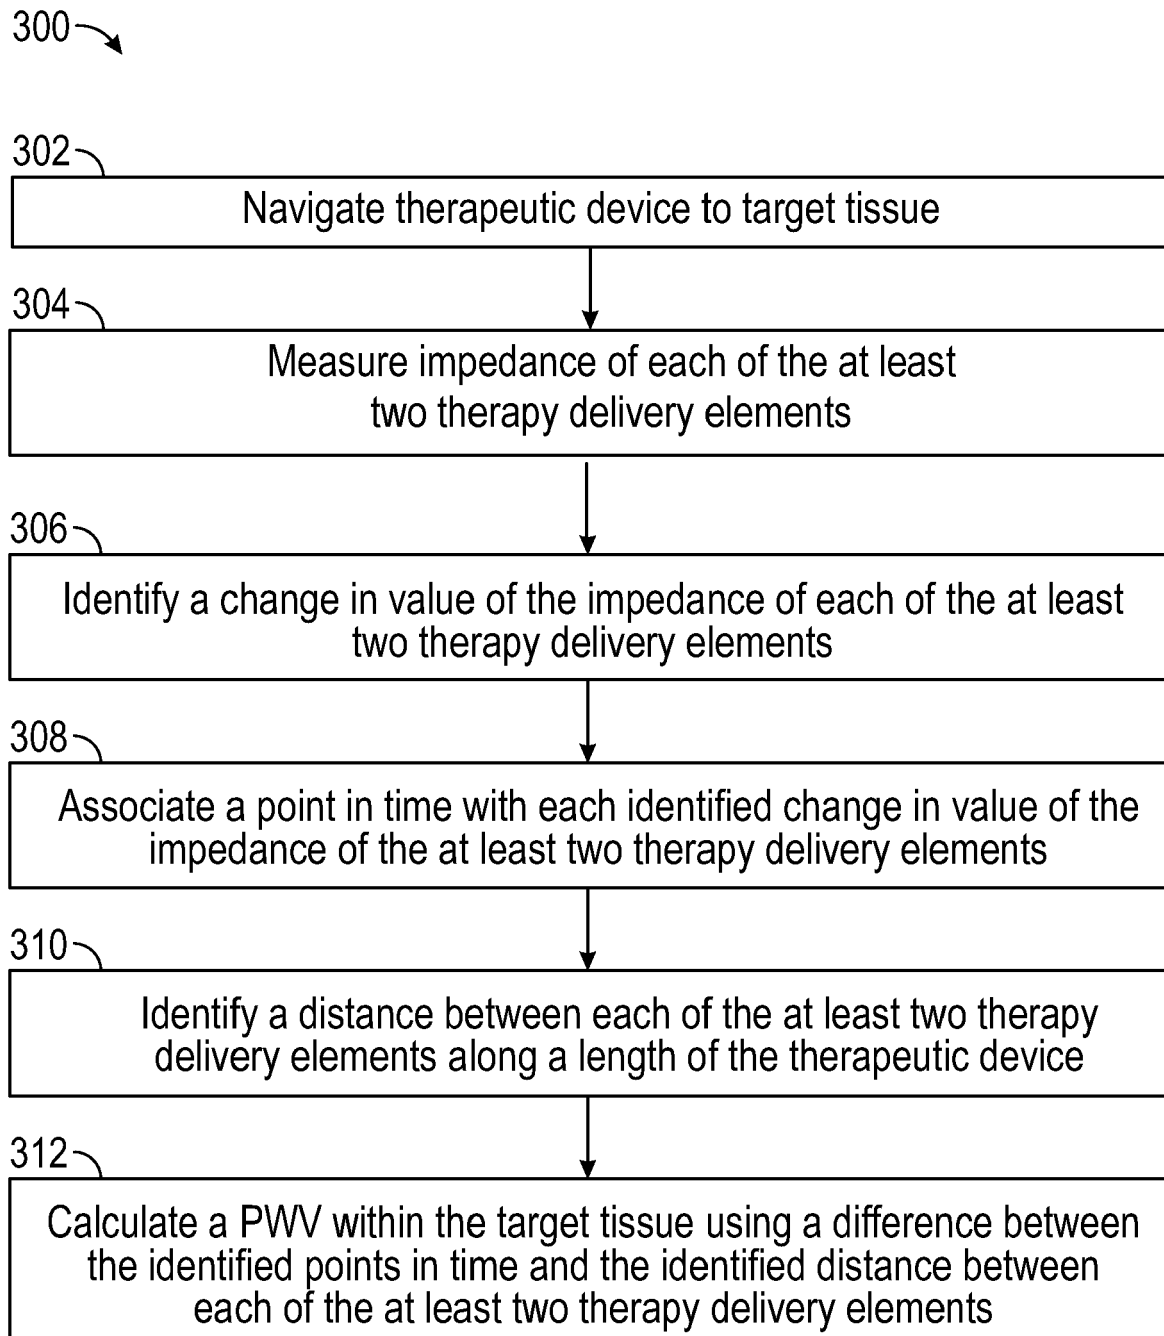 300
302
Navigate therapeutic device to target tissue
304
Measure impedance of each of the at least
two therapy delivery elements
306
Identify a change in value of the impedance of each of the at least
two therapy delivery elements
308
Associate a point in time with each identified change in value of the
impedance of the at least two therapy delivery elements
310
Identify a distance between each of the at least two therapy
delivery elements along a length of the therapeutic device
312
Calculate a PWV within the target tissue using a difference between
the identified points in time and the identified distance between
each of the at least two therapy delivery elements